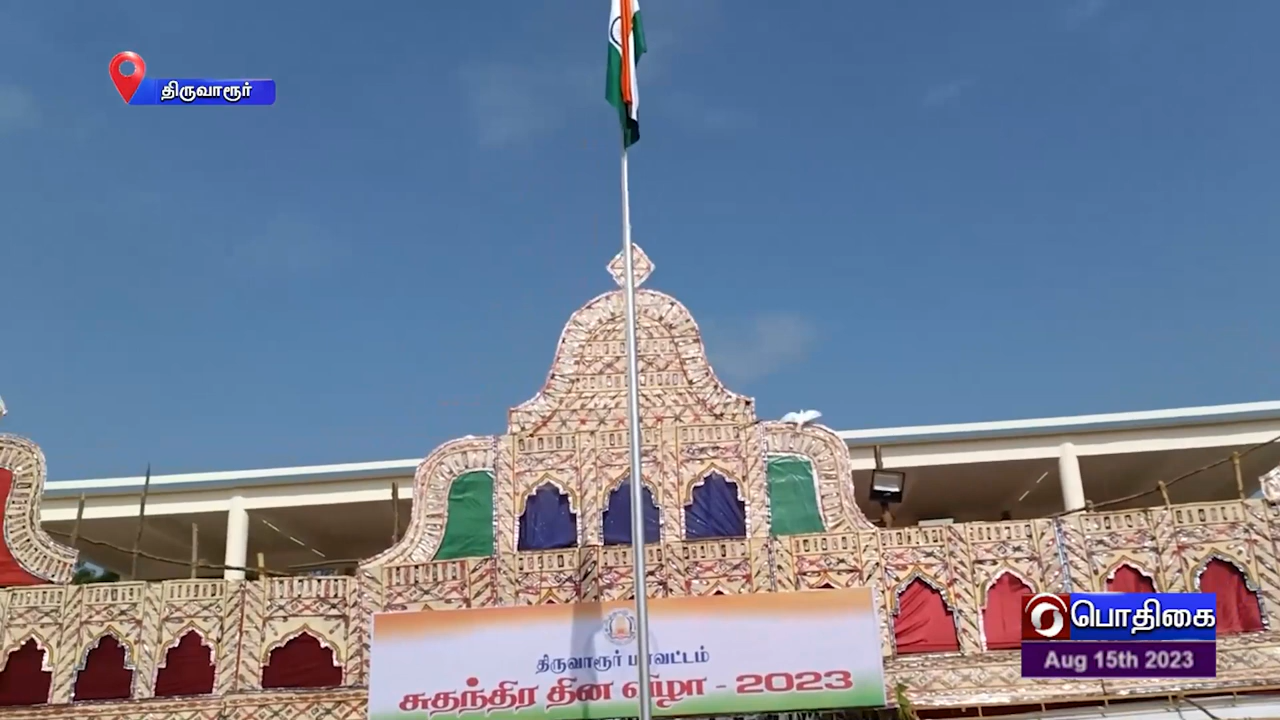 திருவாரூர்
திருவாரூர் மாவட்டம்
சுதந்திர தின விழா - 2023
பொதிகை
Aug 15th 2023